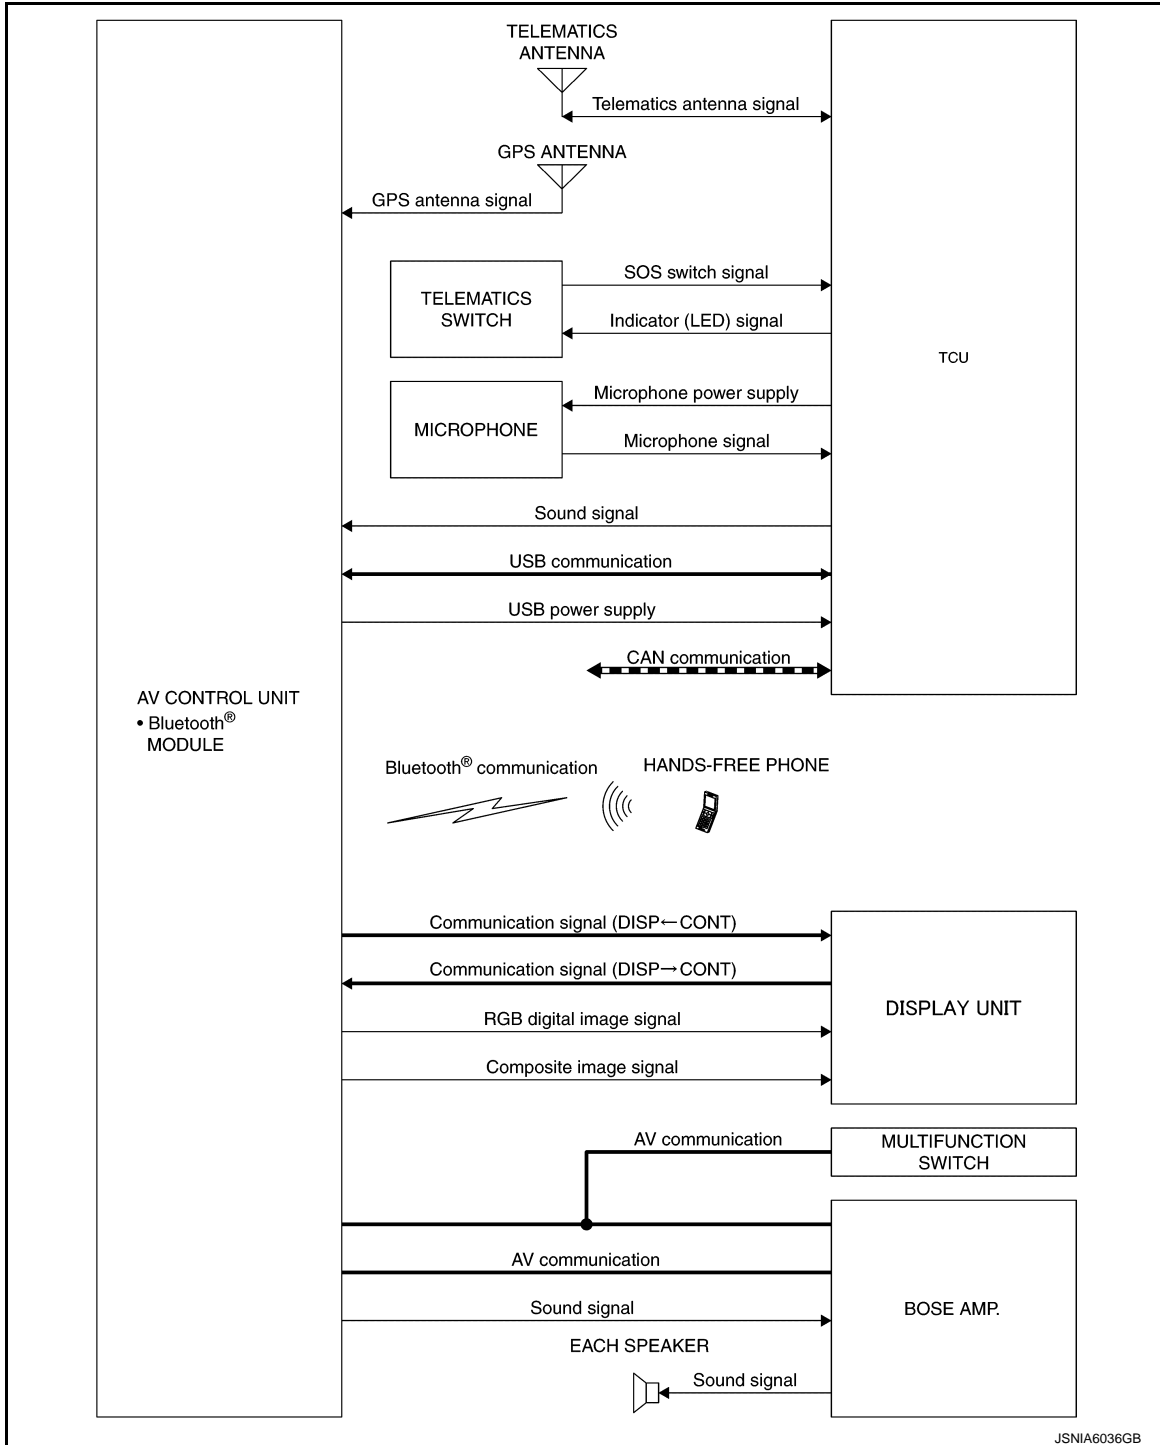 TELEMATICS
ANTENNA
Telematics antenna signal
GPS ANTENNA
GPS antenna signal
SOS switch signal
TELEMATICS
SWITCH
Indicator (LED) signal
TCU
Microphone power supply
MICROPHONE
Microphone signal
Sound signal
USB communication
USB power supply
CAN communication
AV CONTROL UNIT
• Bluetooth®
MODULE
Bluetooth® communication
HANDS-FREE PHONE
Communication signal (DISP←CONT)
Communication signal (DISP→CONT)
DISPLAY UNIT
RGB digital image signal
Composite image signal
AV communication
MULTIFUNCTION
SWITCH
AV communication
Sound signal
BOSE AMP.
EACH SPEAKER
Sound signal
JSNIA6036GB